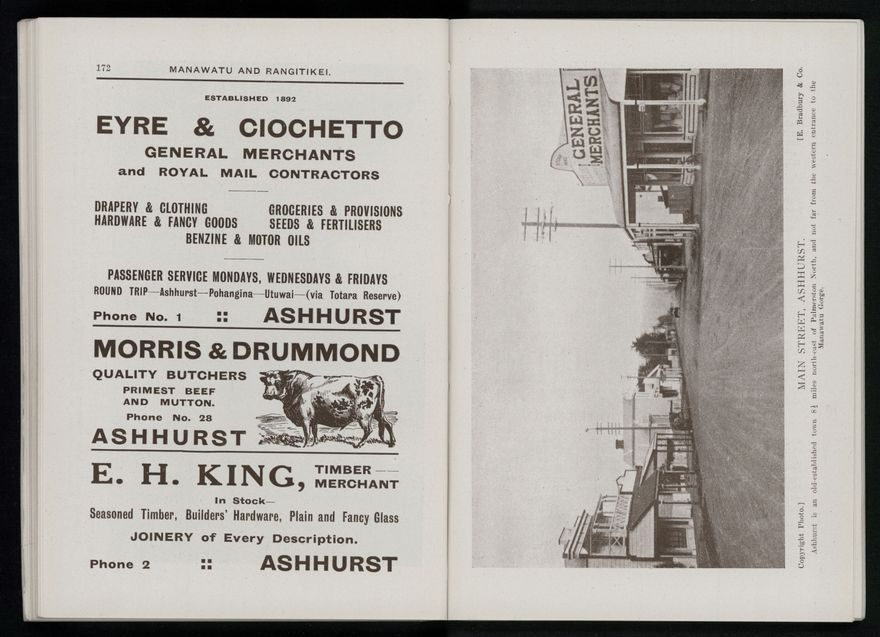 172
MANAWATU AND RANGITIKEI.
ESTABLISHED 1892
EYRE & CIOCHETTO
GENERAL MERCHANTS
and ROYAL MAIL CONTRACTORS
DRAPERY & CLOTHING
HARDWARE & FANCY GOODS
GROCERIES & PROVISIONS
SEEDS & FERTILISERS
BENZINE & MOTOR OILS
PASSENGER SERVICE MONDAYS, WEDNESDAYS & FRIDAYS
ROUND TRIP—Ashhurst—Pohangina—Utuwai—(via Totara Reserve)
Phone No. 1 :: ASHHURST
MORRIS & DRUMMOND
QUALITY BUTCHERS
PRIMEST BEEF
AND MUTTON.
Phone No. 28
ASHHURST
E. H. KING, TIMBER
MERCHANT
In Stock—
Seasoned Timber, Builders' Hardware, Plain and Fancy Glass
JOINERY of Every Description.
Phone 2 :: ASHHURST
GENERAL
MERCHANTS
Copyright Photo.] MAIN STREET, ASHHURST. [E. Bradbury & Co.
Ashhurst is an old-established town 8¼ miles north-east of Palmerston North, and not far from the western entrance to the
Manawatu Gorge.